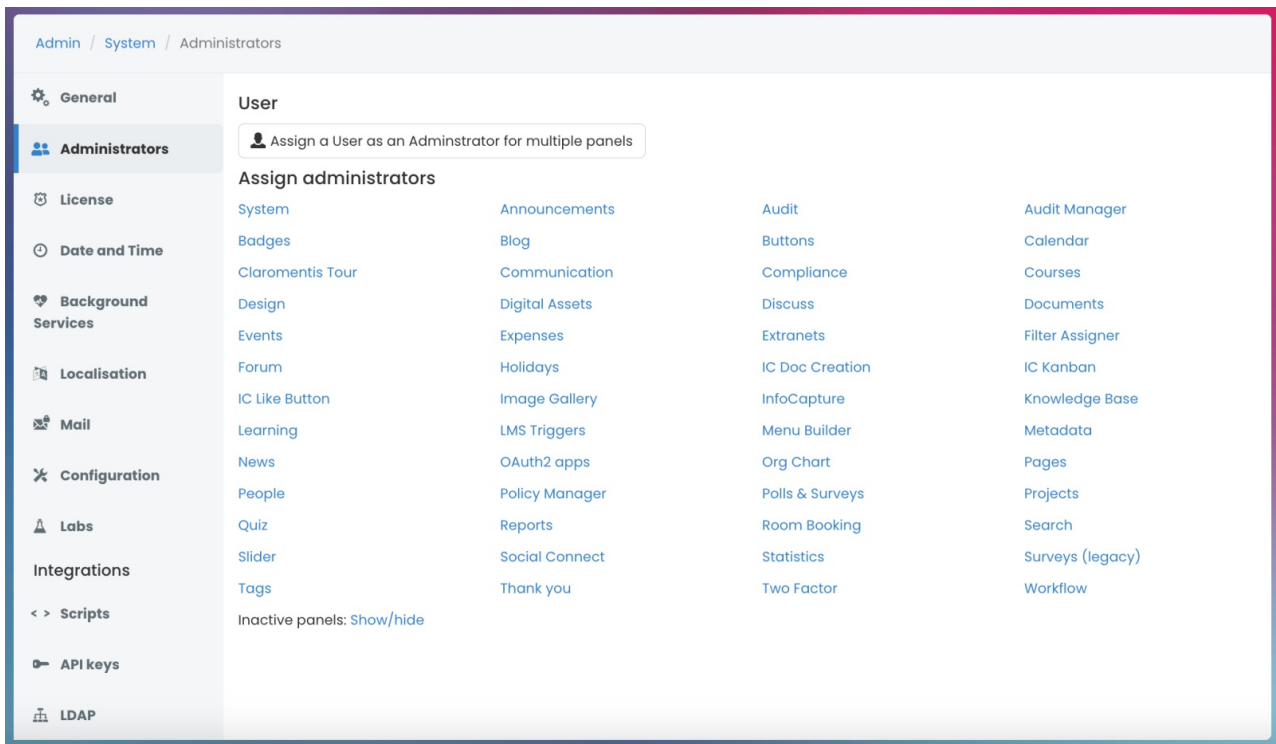 Admin / System / Administrators
General
Administrators
License
Date and Time
Background
Services
Localisation
Mail
Configuration
Labs
Integrations
Scripts
API keys
LDAP
User
Assign a User as an Adminstrator for multiple panels
Assign administrators
System Announcements Audit Audit Manager
Badges Blog Buttons Calendar
Claromentis Tour Communication Compliance Courses
Design Digital Assets Discuss Documents
Events Expenses Extranets Filter Assigner
Forum Holidays IC Doc Creation IC Kanban
IC Like Button Image Gallery InfoCapture Knowledge Base
Learning LMS Triggers Menu Builder Metadata
News OAuth2 apps Org Chart Pages
People Policy Manager Polls & Surveys Projects
Quiz Reports Room Booking Search
Slider Social Connect Statistics Surveys (legacy)
Tags Thank you Two Factor Workflow
Inactive panels: Show/hide